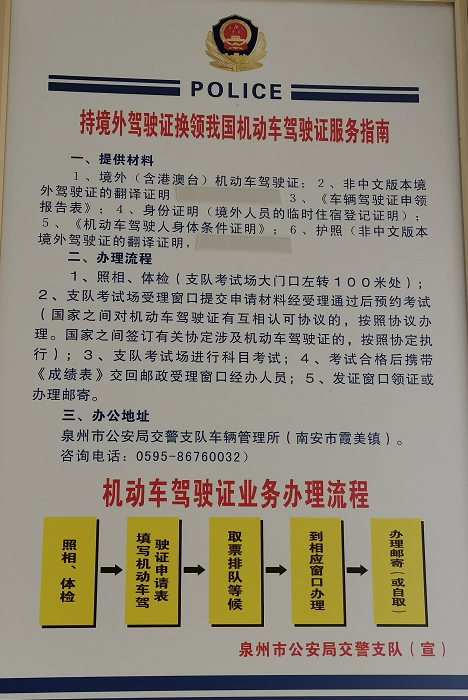 POLICE
持境外驾驶证换领我国机动车驾驶证服务指南
一、提供材料
1、境外（含港澳台）机动车驾驶证；2、非中文版本境
外驾驶证的翻译证明 3、《车辆驾驶证申领
报告表》；4、身份证明（境外人员的临时住宿登记证明）；
5、《机动车驾驶人身体条件证明》；6、护照（非中文版本
境外驾驶证的翻译证明，
二、办理流程
1、照相、体检（支队考试场大门口左转100米处）；
2、支队考试场受理窗口提交申请材料经受理通过后预约考试
（国家之间对机动车驾驶证有互相认可协议的，按照协议办
理。国家之间签订有关协定涉及机动车驾驶证的，按照协定执
行）；3、支队考试场进行科目考试；4、考试合格后携带
《成绩表》交回邮政受理窗口经办人员；5、发证窗口领证或
办理邮寄。
三、办公地址
泉州市公安局交警支队车辆管理所（南安市霞美镇）。
咨询电话：0595-86760032）
机动车驾驶证业务办理流程
照相、体检
填写机动车驾
驶证申请表
取票排队等候
到相应窗口办理
办理邮寄（或自取）
泉州市公安局交警支队（宣）